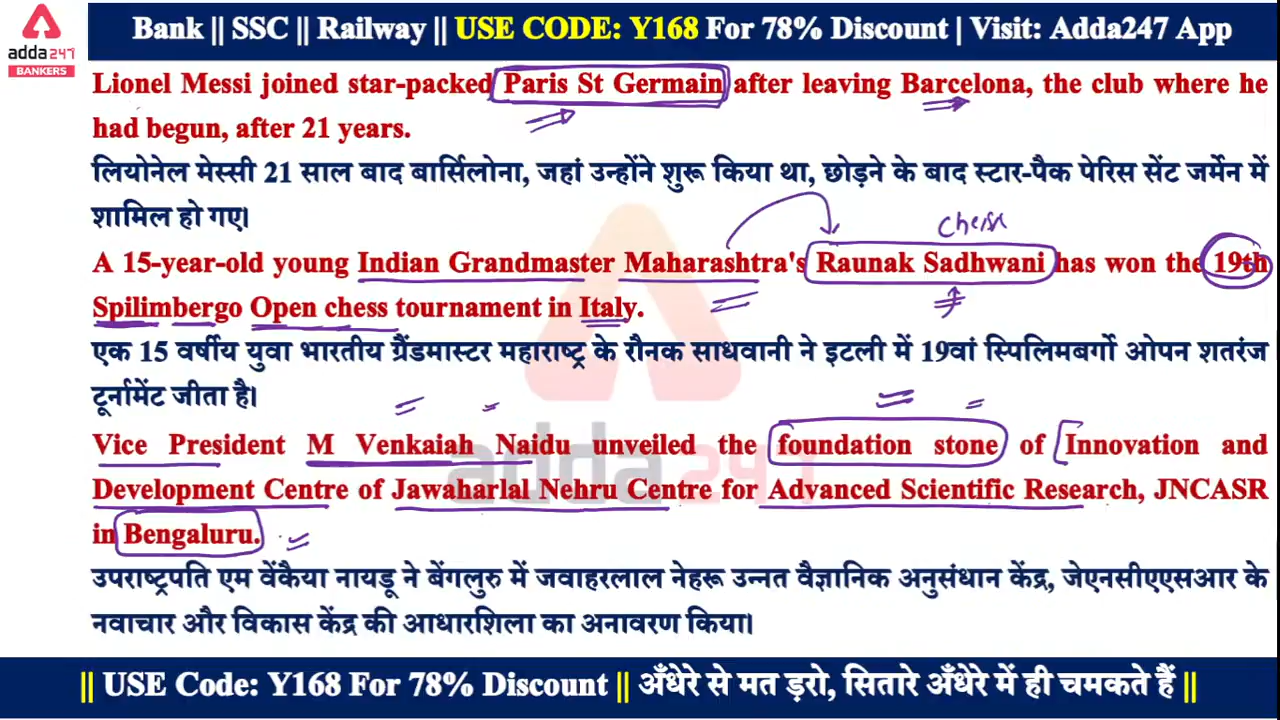 Bank || SSC || Railway || USE CODE: Y168 For 78% Discount | Visit: Adda247 App
adda247
BANKERS
Lionel Messi joined star-packed Paris St Germain after leaving Barcelona, the club where he
had begun, after 21 years.
लियोनेल मेस्सी 21 साल बाद बार्सिलोना, जहां उन्होंने शुरू किया था, छोड़ने के बाद स्टार-पैक पेरिस सेंट जर्मेन में
शामिल हो गए।
chess
A 15-year-old young Indian Grandmaster Maharashtra's Raunak Sadhwani has won the 19th
Spilimbergo Open chess tournament in Italy.
एक 15 वर्षीय युवा भारतीय ग्रैंडमास्टर महाराष्ट्र के रौनक साधवानी ने इटली में 19वां स्पिलिमबर्गो ओपन शतरंज
टूर्नामेंट जीता है।
Vice President M Venkaiah Naidu unveiled the foundation stone of Innovation and
adda247
Development Centre of Jawaharlal Nehru Centre for Advanced Scientific Research, JNCASR
in Bengaluru.
उपराष्ट्रपति एम वेंकैया नायडू ने बेंगलुरु में जवाहरलाल नेहरू उन्नत वैज्ञानिक अनुसंधान केंद्र, जेएनसीएएसआर के
नवाचार और विकास केंद्र की आधारशिला का अनावरण किया।
|| USE Code: Y168 For 78% Discount || अँधेरे से मत ड़रो, सितारे अँधेरे में ही चमकते हैं ||